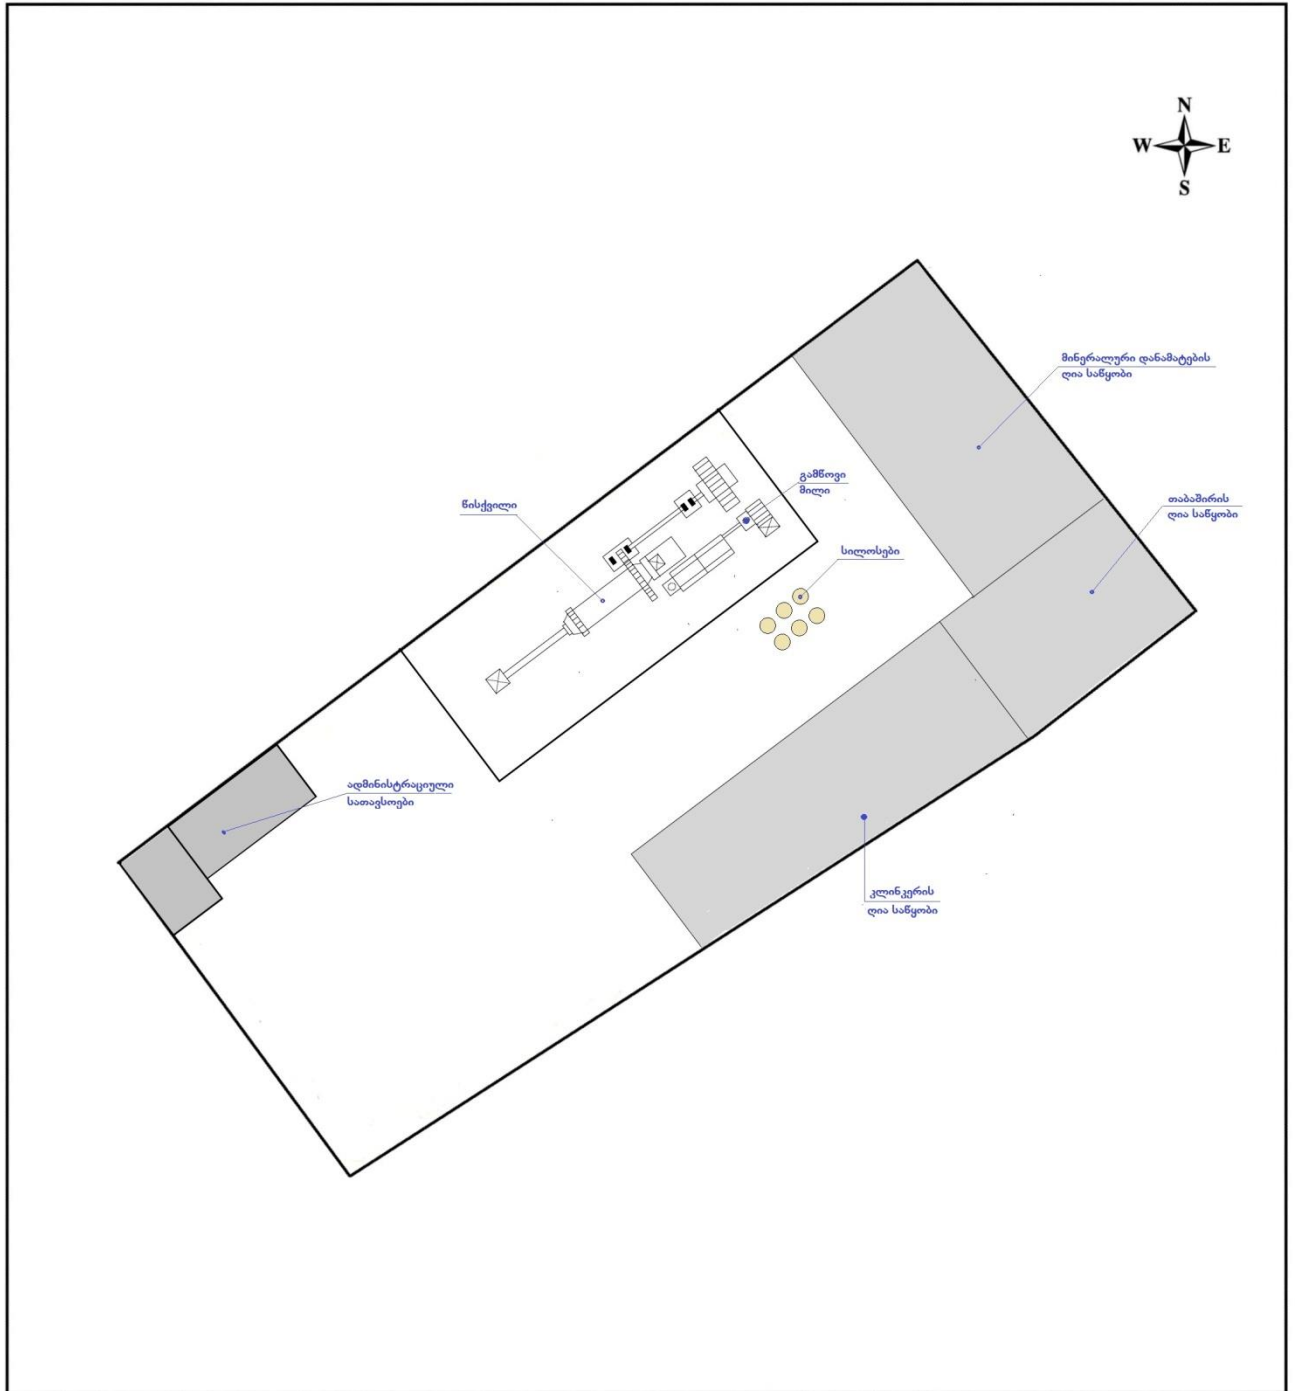 N
W E
S
მინერალური დანამატების
ღია საწყობი
გამწოვი
მილი
თაბაშირის
ღია საწყობი
წისქვილი
სილოსები
ადმინისტრაციული
სათავსოები
კლინკერის
ღია საწყობი